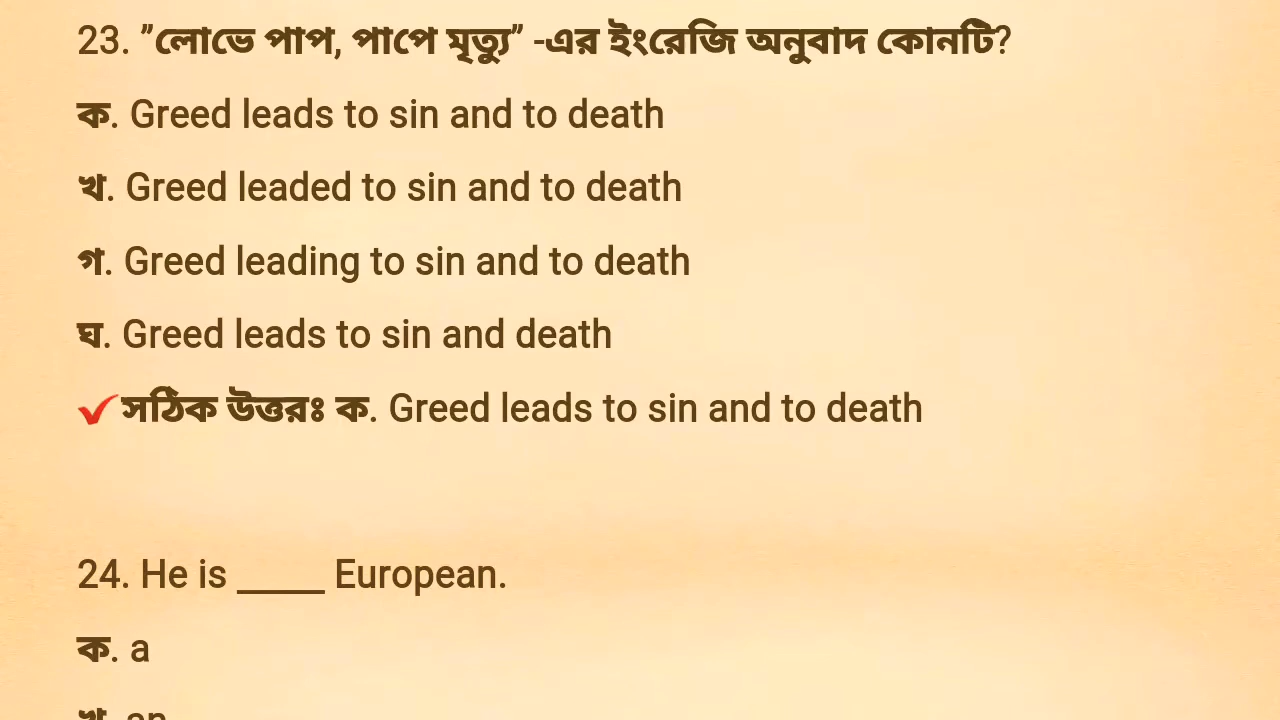 23. ”লোভে পাপ, পাপে মৃত্যু” -এর ইংরেজি অনুবাদ কোনটি?
ক. Greed leads to sin and to death
খ. Greed leaded to sin and to death
গ. Greed leading to sin and to death
ঘ. Greed leads to sin and death
✓সঠিক উত্তরঃ ক. Greed leads to sin and to death
24. He is _____ European.
ক. a
খ. an